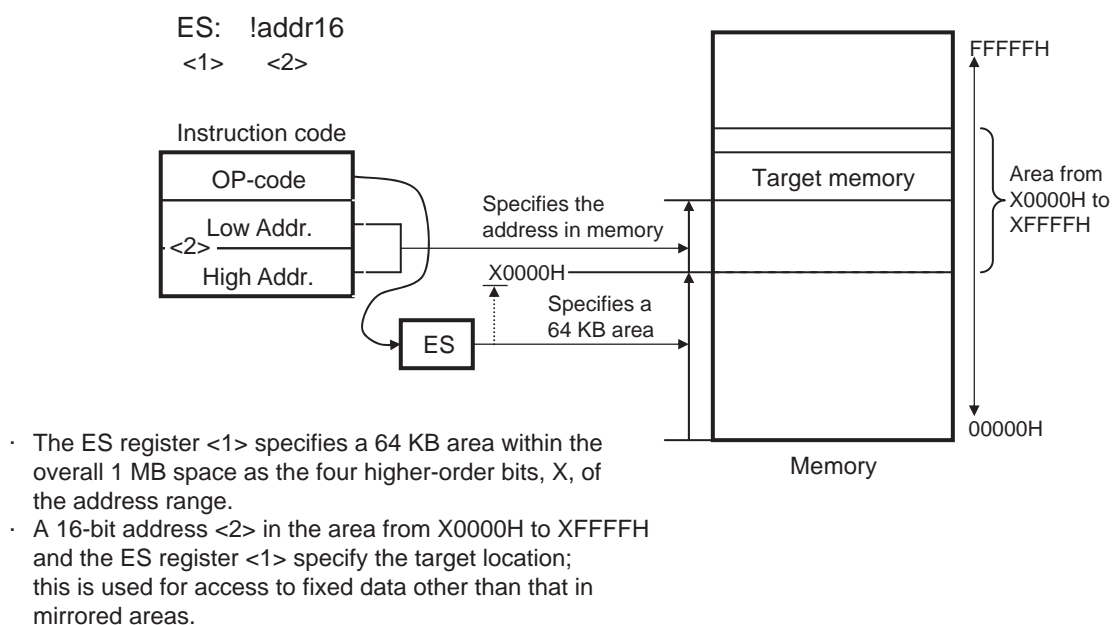 ES: !addr16
<1> <2>
Instruction code
OP-code
Low Addr.
<2>
High Addr.
ES
Specifies the
address in memory
X0000H
Specifies a
64 KB area
Target memory
FFFFFH
Area from
X0000H to
XFFFFH
00000H
Memory
· The ES register <1> specifies a 64 KB area within the
overall 1 MB space as the four higher-order bits, X, of
the address range.
· A 16-bit address <2> in the area from X0000H to XFFFFH
and the ES register <1> specify the target location;
this is used for access to fixed data other than that in
mirrored areas.